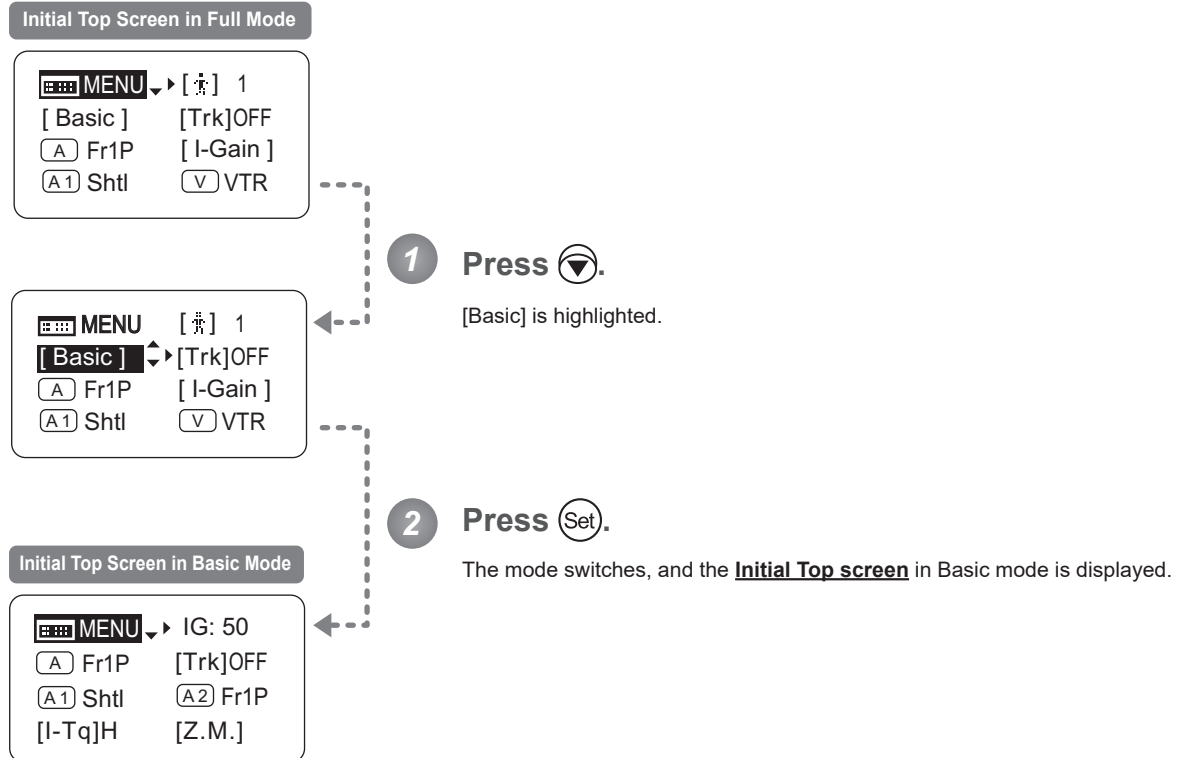 Initial Top Screen in Full Mode
MENU [ ] 1
[ Basic ] [Trk]OFF
A Fr1P [ I-Gain ]
A1 Shtl V VTR
1 Press .
[Basic] is highlighted.
MENU [ ] 1
[ Basic ] [Trk]OFF
A Fr1P [ I-Gain ]
A1 Shtl V VTR
2 Press Set.
The mode switches, and the Initial Top screen in Basic mode is displayed.
Initial Top Screen in Basic Mode
MENU IG: 50
A Fr1P [Trk]OFF
A1 Shtl A2 Fr1P
[I-Tq]H [Z.M.]